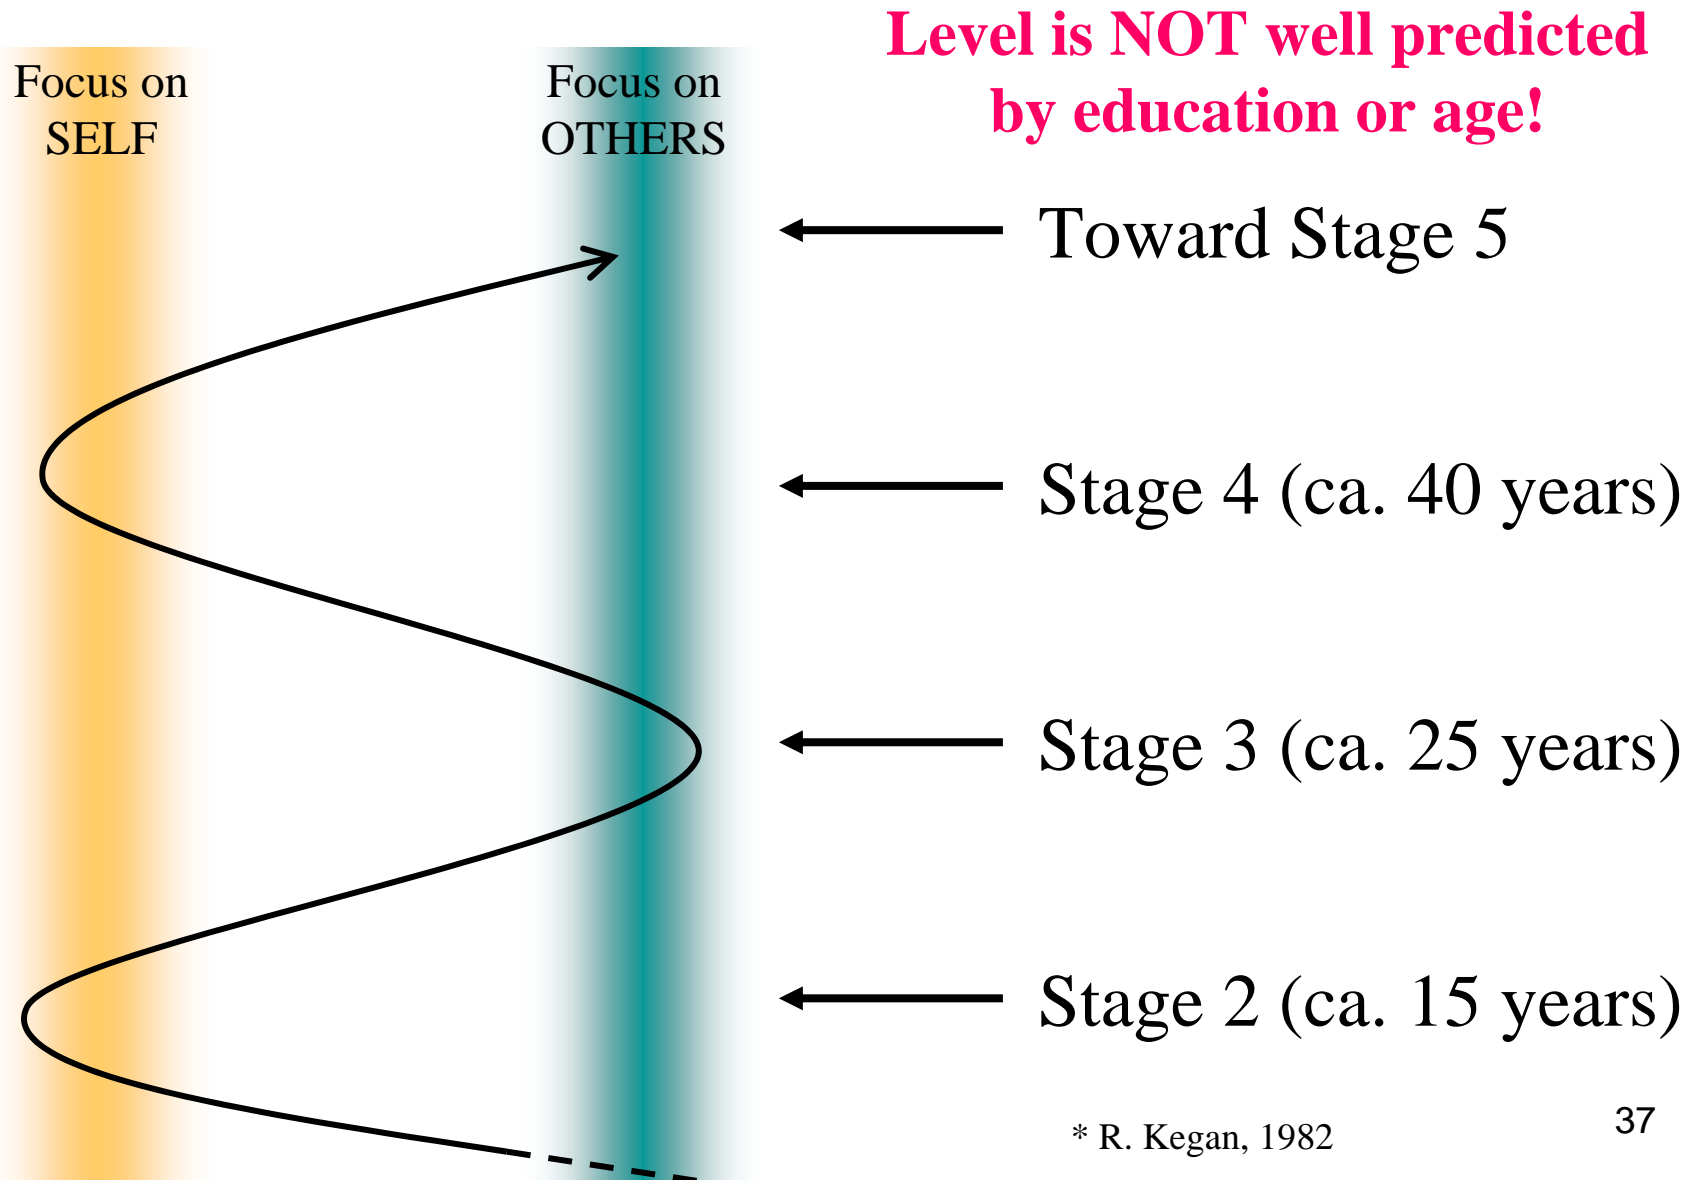 Level is NOT well predicted
by education or age!
Focus on
SELF
Focus on
OTHERS
Toward Stage 5
Stage 4 (ca. 40 years)
Stage 3 (ca. 25 years)
Stage 2 (ca. 15 years)
* R. Kegan, 1982
37